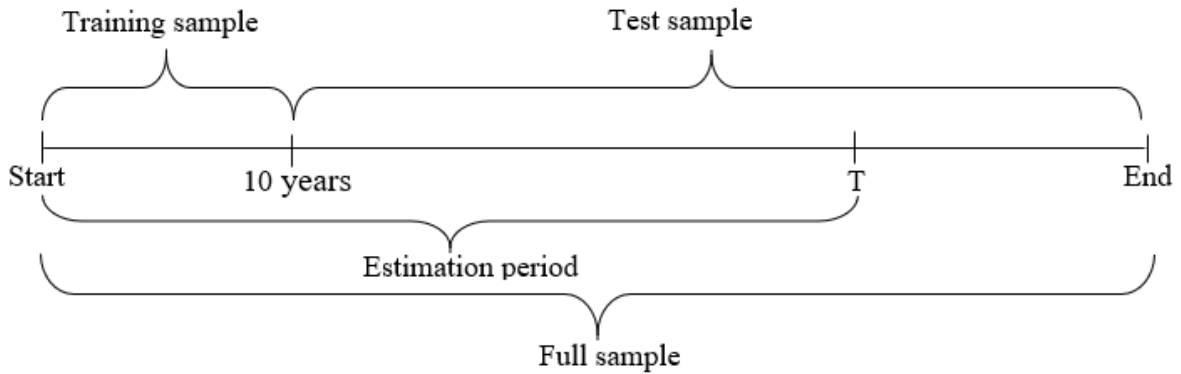 Training sample
Test sample
Start
10 years
T
End
Estimation period
Full sample